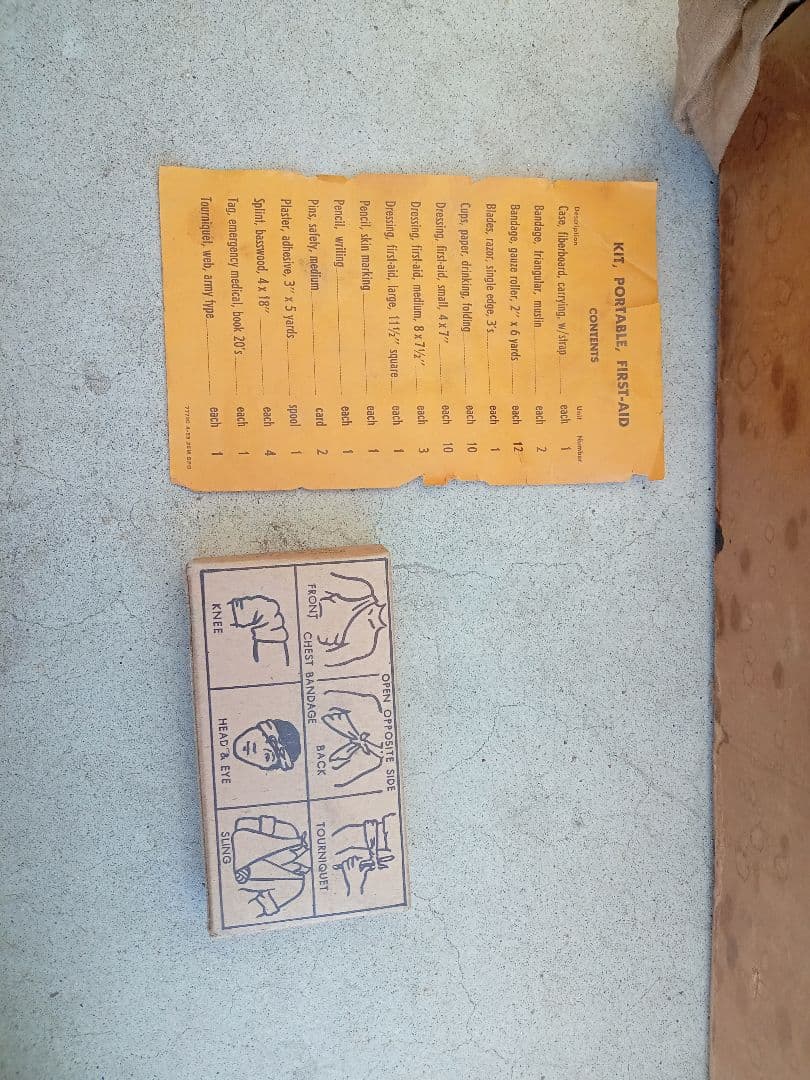 KIT, PORTABLE, FIRST-AID
CONTENTS
Description Unit Number
Case, fiberboard, carrying, w/strap each 1
Bandage, triangular, muslin each 2
Bandage, gauze roller, 2" x 6 yards each 12
Blades, razor, single edge, 3's each 1
Cups, paper, drinking, folding each 10
Dressing, first-aid, small, 4 x 7" each 10
Dressing, first-aid, medium, 8 x 7½" each 3
Dressing, first-aid, large, 11½" square each 1
Pencil, skin marking each 1
Pencil, writing each 1
Pins, safety, medium card 2
Plaster, adhesive, 3" x 5 yards spool 1
Splint, basswood, 4 x 18" each 4
Tag, emergency medical, book 20's each 1
Tourniquet, web, army type each 1
OPEN OPPOSITE SIDE
FRONT CHEST BANDAGE BACK
TOURNIQUET
KNEE
HEAD & EYE
SLING